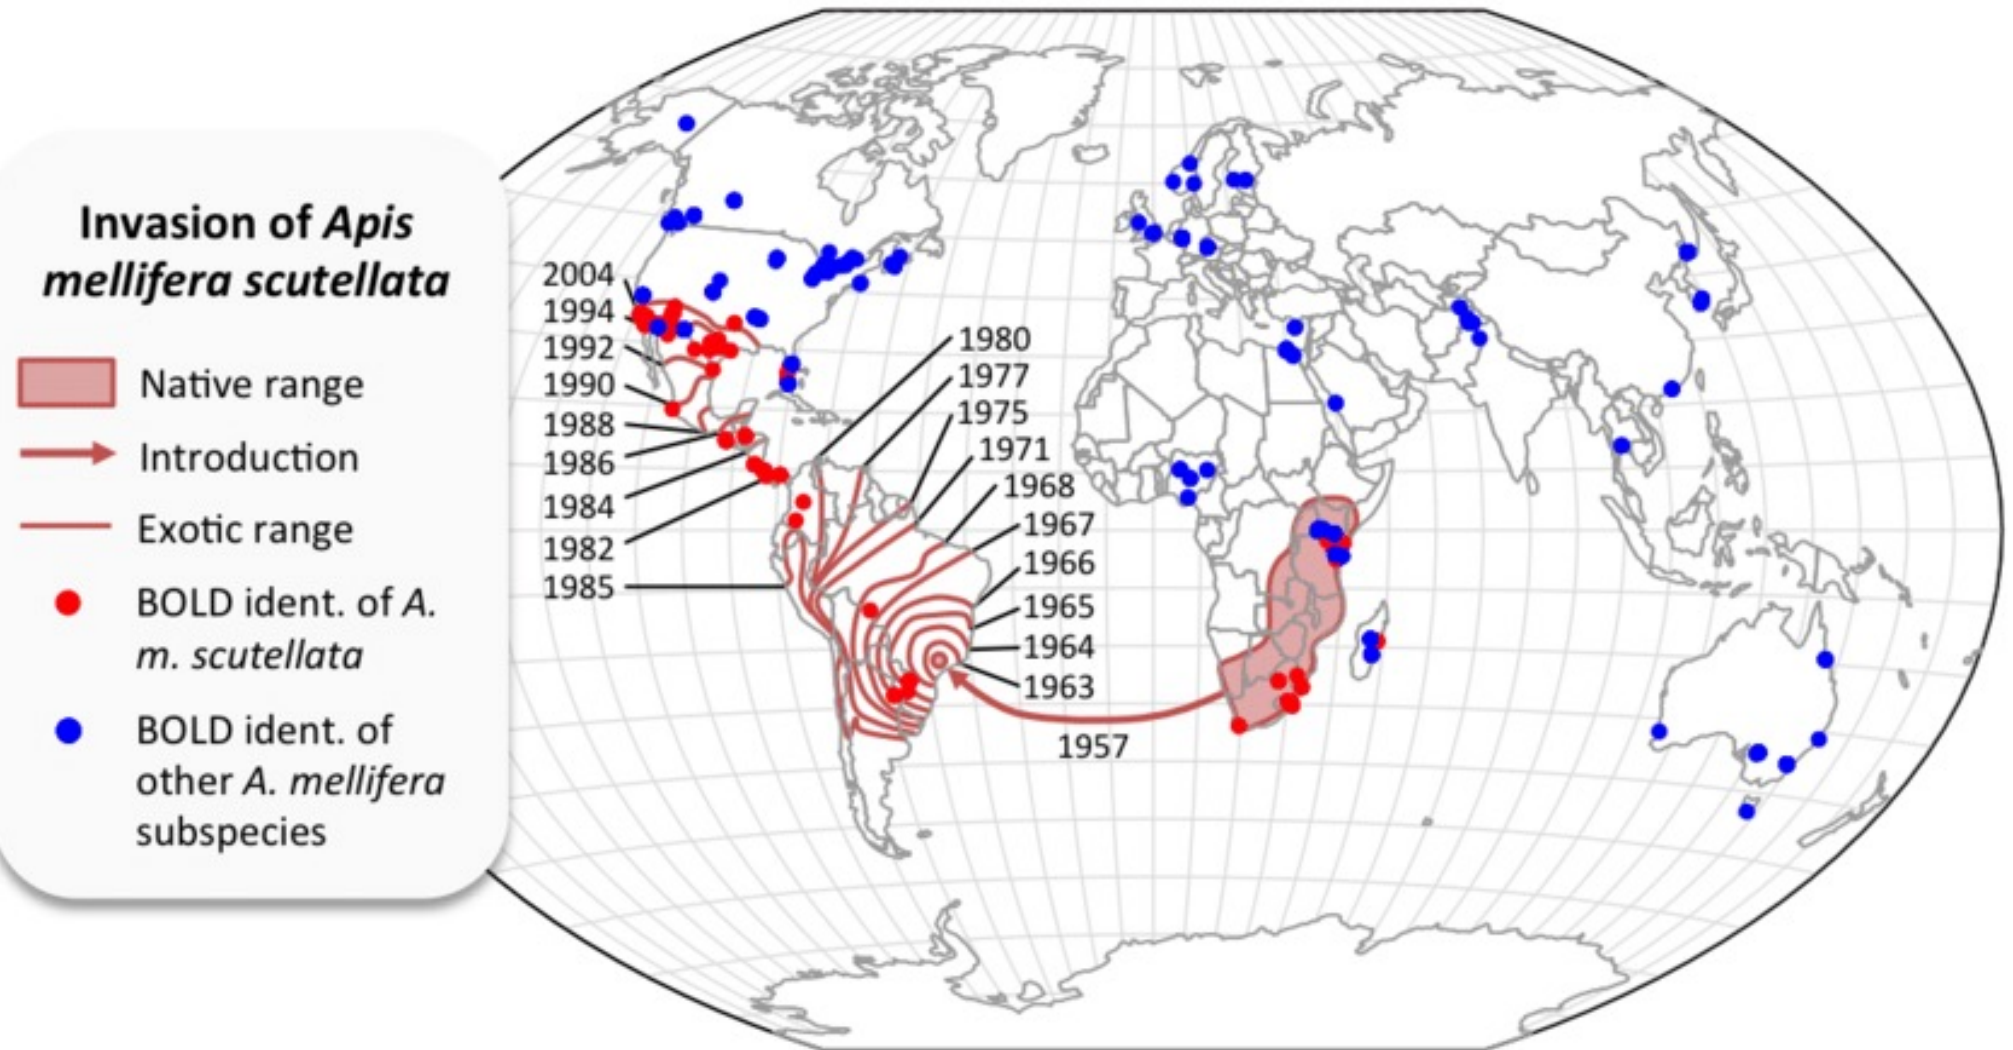 Invasion of Apis
mellifera scutellata
Native range
Introduction
Exotic range
BOLD ident. of A.
m. scutellata
BOLD ident. of
other A. mellifera
subspecies
2004
1994
1992
1990
1988
1986
1984
1982
1985
1980
1977
1975
1971
1968
1967
1966
1965
1964
1963
1957